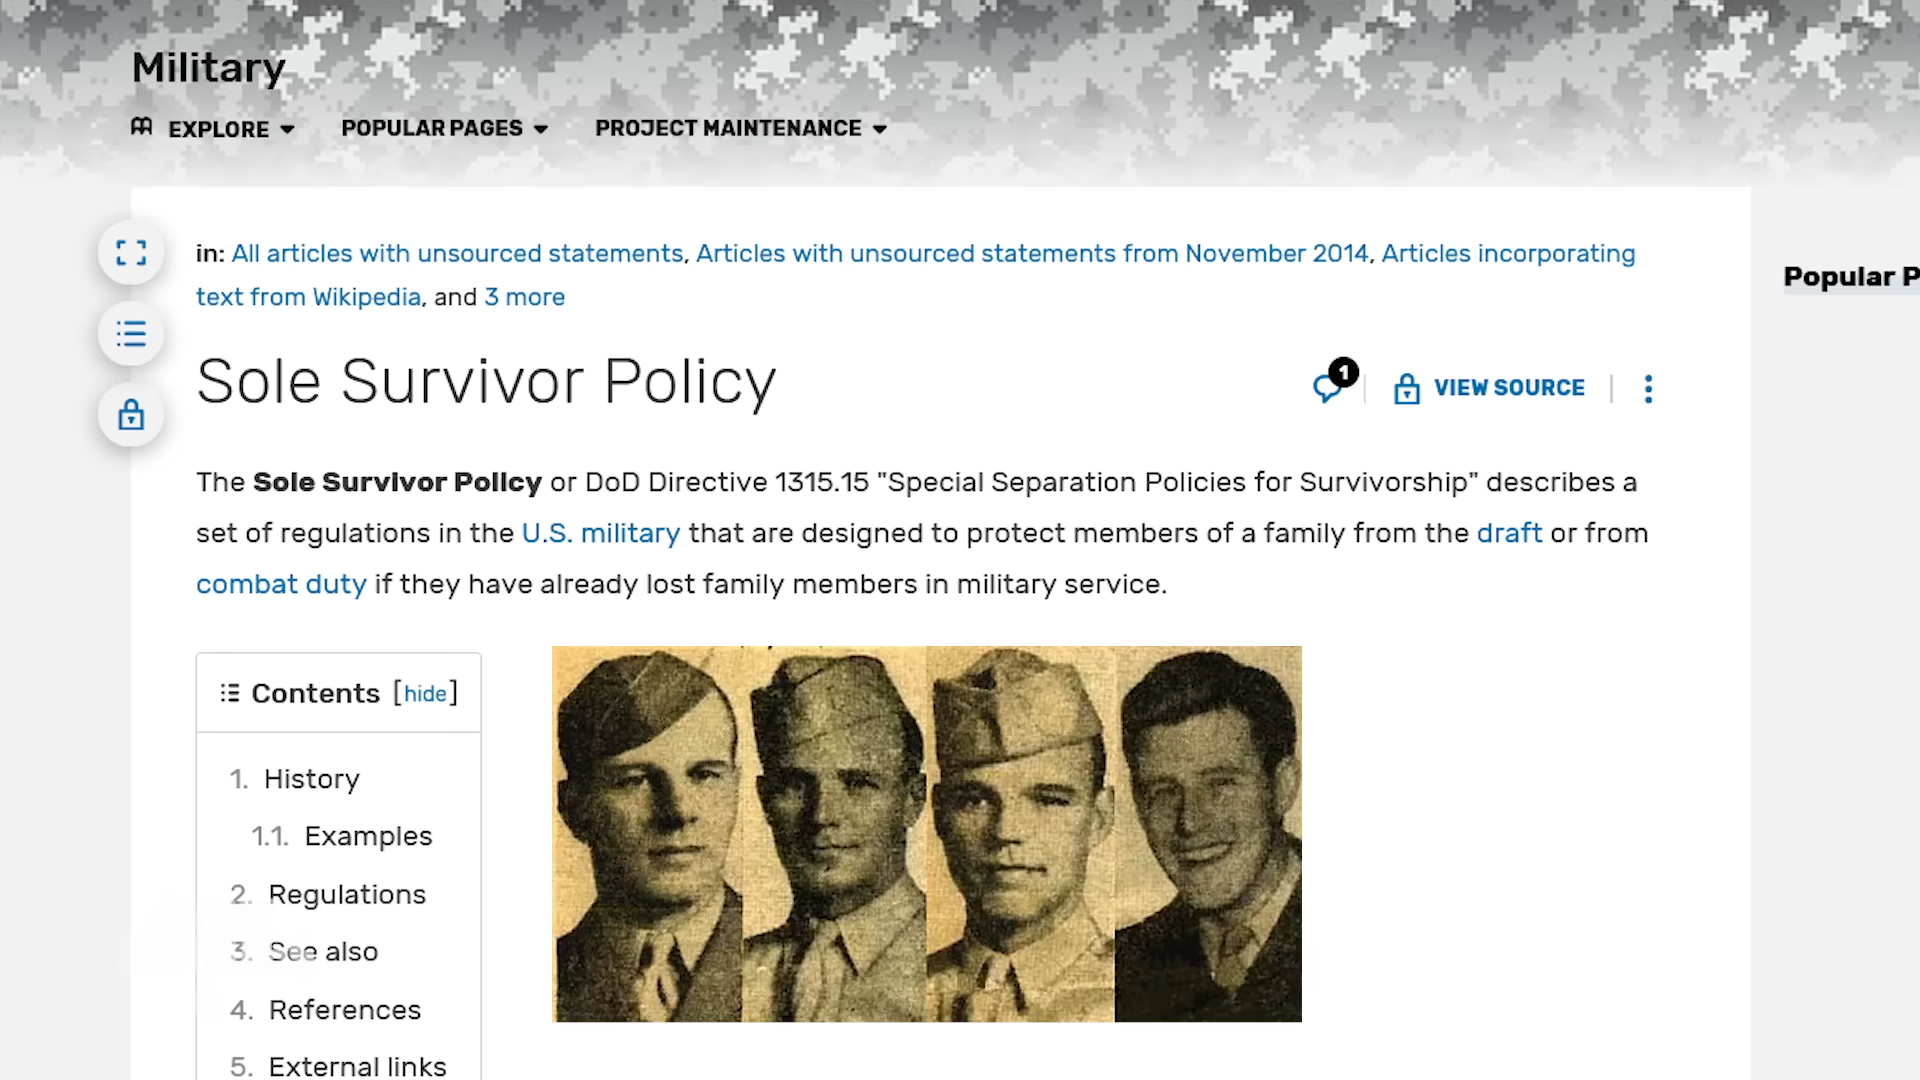 Military
EXPLORE
POPULAR PAGES
PROJECT MAINTENANCE
in: All articles with unsourced statements, Articles with unsourced statements from November 2014, Articles incorporating
text from Wikipedia, and 3 more
Popular P
Sole Survivor Policy
1
VIEW SOURCE
The Sole Survivor Policy or DoD Directive 1315.15 "Special Separation Policies for Survivorship" describes a
set of regulations in the U.S. military that are designed to protect members of a family from the draft or from
combat duty if they have already lost family members in military service.
Contents [hide]
1. History
1.1. Examples
2. Regulations
3. See also
4. References
5. External links